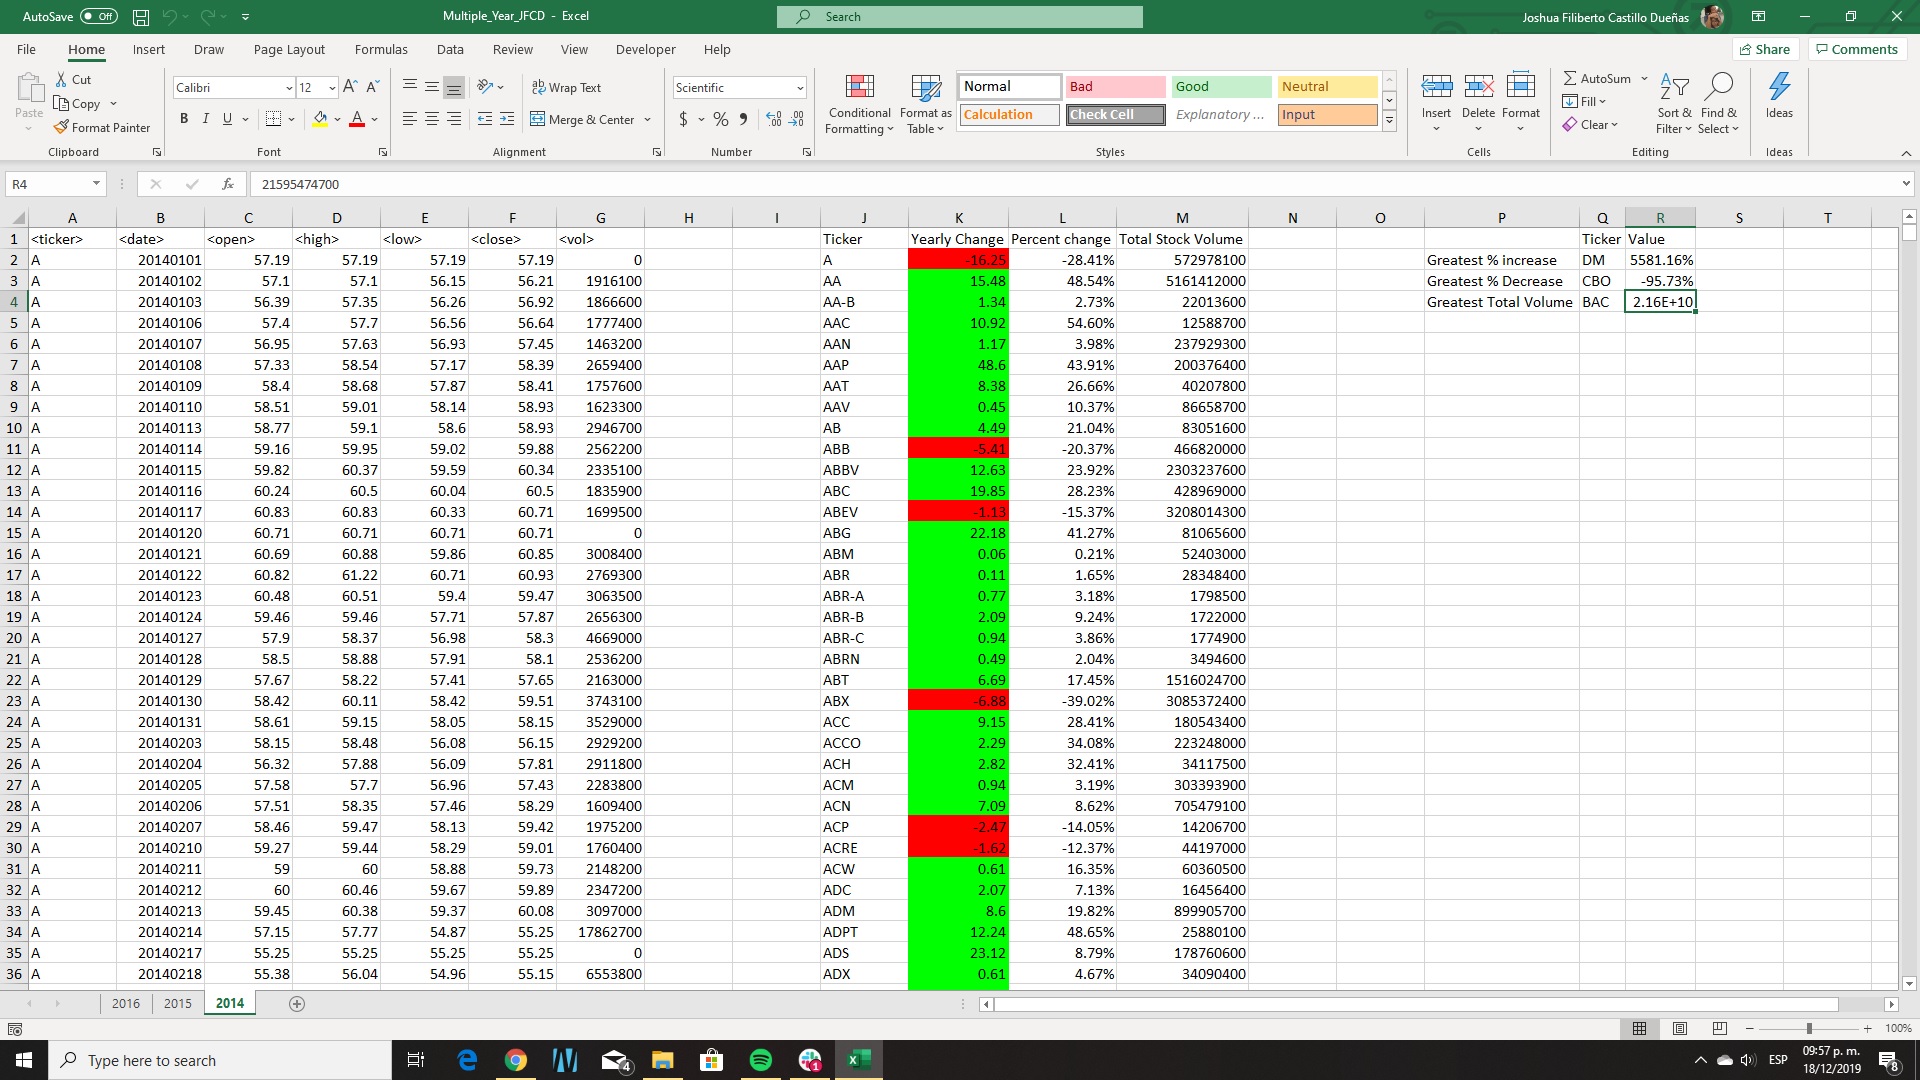 AutoSave Off Multiple_Year_JFCD - Excel Search Joshua Filiberto Castillo Dueñas
File Home Insert Draw Page Layout Formulas Data Review View Developer Help Share Comments
Paste Cut Copy Format Painter Clipboard
Calibri 12 A A B I U A Font
Wrap Text Merge & Center Alignment
Scientific $ % Number
Conditional Formatting Format as Table Normal Bad Good Neutral Calculation Check Cell Explanatory ... Input Styles
Insert Delete Format Cells
AutoSum Fill Clear Sort & Filter Find & Select Editing
Ideas Ideas
R4 fx 21595474700
A B C D E F G H I J K L M N O P Q R S T
1 <ticker> <date> <open> <high> <low> <close> <vol> Ticker Yearly Change Percent change Total Stock Volume Ticker Value
2 A 20140101 57.19 57.19 57.19 57.19 0 A -16.25 -28.41% 572978100 Greatest % increase DM 5581.16%
3 A 20140102 57.1 57.1 56.15 56.21 1916100 AA 15.48 48.54% 5161412000 Greatest % Decrease CBO -95.73%
4 A 20140103 56.39 57.35 56.26 56.92 1866600 AA-B 1.34 2.73% 22013600 Greatest Total Volume BAC 2.16E+10
5 A 20140106 57.4 57.7 56.56 56.64 1777400 AAC 10.92 54.60% 12588700
6 A 20140107 56.95 57.63 56.93 57.45 1463200 AAN 1.17 3.98% 237929300
7 A 20140108 57.33 58.54 57.17 58.39 2659400 AAP 48.6 43.91% 200376400
8 A 20140109 58.4 58.68 57.87 58.41 1757600 AAT 8.38 26.66% 40207800
9 A 20140110 58.51 59.01 58.14 58.93 1623300 AAV 0.45 10.37% 86658700
10 A 20140113 58.77 59.1 58.6 58.93 2946700 AB 4.49 21.04% 83051600
11 A 20140114 59.16 59.95 59.02 59.88 2562200 ABB -5.41 -20.37% 466820000
12 A 20140115 59.82 60.37 59.59 60.34 2335100 ABBV 12.63 23.92% 2303237600
13 A 20140116 60.24 60.5 60.04 60.5 1835900 ABC 19.85 28.23% 428969000
14 A 20140117 60.83 60.83 60.33 60.71 1699500 ABEV -1.13 -15.37% 3208014300
15 A 20140120 60.71 60.71 60.71 60.71 0 ABG 22.18 41.27% 81065600
16 A 20140121 60.69 60.88 59.86 60.85 3008400 ABM 0.06 0.21% 52403000
17 A 20140122 60.82 61.22 60.71 60.93 2769300 ABR 0.11 1.65% 28348400
18 A 20140123 60.48 60.51 59.4 59.47 3063500 ABR-A 0.77 3.18% 1798500
19 A 20140124 59.46 59.46 57.71 57.87 2656300 ABR-B 2.09 9.24% 1722000
20 A 20140127 57.9 58.37 56.98 58.3 4669000 ABR-C 0.94 3.86% 1774900
21 A 20140128 58.5 58.88 57.91 58.1 2536200 ABRN 0.49 2.04% 3494600
22 A 20140129 57.67 58.22 57.41 57.65 2163000 ABT 6.69 17.45% 1516024700
23 A 20140130 58.42 60.11 58.42 59.51 3743100 ABX -6.88 -39.02% 3085372400
24 A 20140131 58.61 59.15 58.05 58.15 3529000 ACC 9.15 28.41% 180543400
25 A 20140203 58.15 58.48 56.08 56.15 2929200 ACCO 2.29 34.08% 223248000
26 A 20140204 56.32 57.88 56.09 57.81 2911800 ACH 2.82 32.41% 34117500
27 A 20140205 57.58 57.7 56.96 57.43 2283800 ACM 0.94 3.19% 303393900
28 A 20140206 57.51 58.35 57.46 58.29 1609400 ACN 7.09 8.62% 705479100
29 A 20140207 58.46 59.47 58.13 59.42 1975200 ACP -2.47 -14.05% 14206700
30 A 20140210 59.27 59.44 58.29 59.01 1760400 ACRE -1.62 -12.37% 44197000
31 A 20140211 59 60 58.88 59.73 2148200 ACW 0.61 16.35% 60360500
32 A 20140212 60 60.46 59.67 59.89 2347200 ADC 2.07 7.13% 16456400
33 A 20140213 59.45 60.38 59.37 60.08 3097000 ADM 8.6 19.82% 899905700
34 A 20140214 57.15 57.77 54.87 55.25 17862700 ADPT 12.24 48.65% 25880100
35 A 20140217 55.25 55.25 55.25 55.25 0 ADS 23.12 8.79% 178760600
36 A 20140218 55.38 56.04 54.96 55.15 6553800 ADX 0.61 4.67% 34090400
2016 2015 2014
100%
Type here to search 4 1 ESP 09:57 p. m. 8
18/12/2019